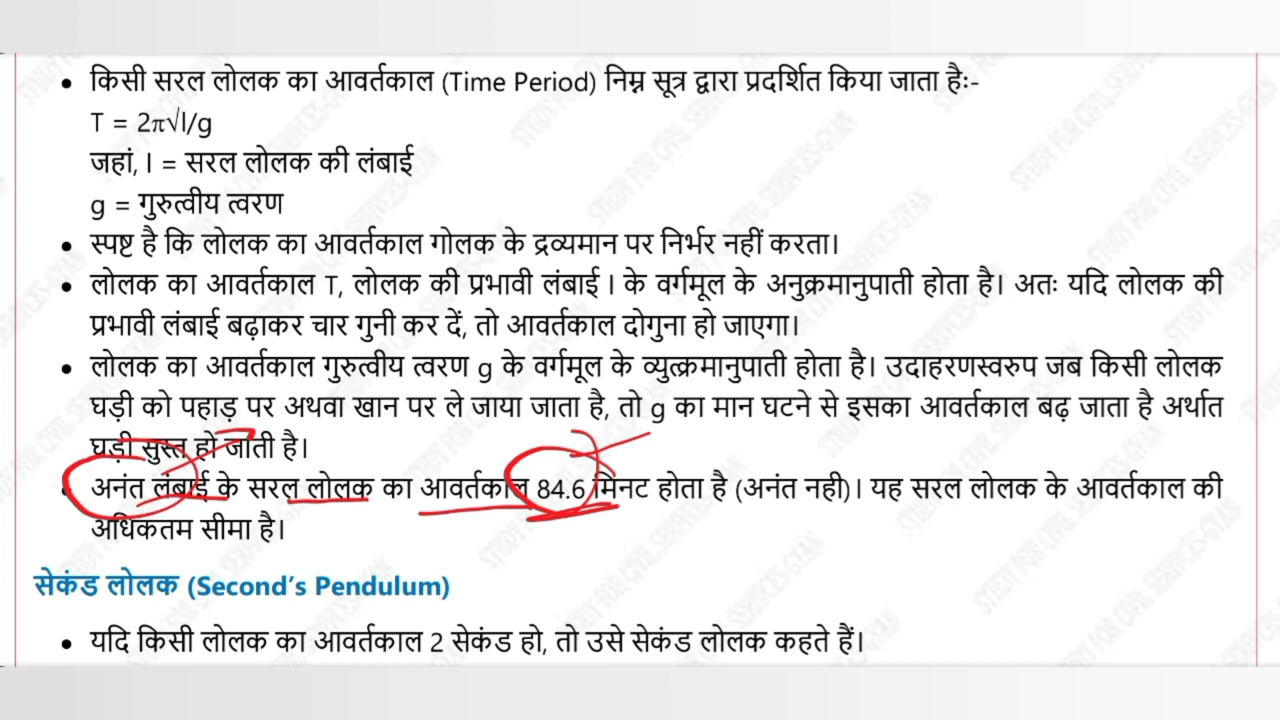 • किसी सरल लोलक का आवर्तकाल (Time Period) निम्न सूत्र द्वारा प्रदर्शित किया जाता हैः-
T = 2π√l/g
जहां, l = सरल लोलक की लंबाई
g = गुरुत्वीय त्वरण
• स्पष्ट है कि लोलक का आवर्तकाल गोलक के द्रव्यमान पर निर्भर नहीं करता।
• लोलक का आवर्तकाल T, लोलक की प्रभावी लंबाई l के वर्गमूल के अनुक्रमानुपाती होता है। अतः यदि लोलक की
प्रभावी लंबाई बढ़ाकर चार गुनी कर दें, तो आवर्तकाल दोगुना हो जाएगा।
• लोलक का आवर्तकाल गुरुत्वीय त्वरण g के वर्गमूल के व्युत्क्रमानुपाती होता है। उदाहरणस्वरुप जब किसी लोलक
घड़ी को पहाड़ पर अथवा खान पर ले जाया जाता है, तो g का मान घटने से इसका आवर्तकाल बढ़ जाता है अर्थात
घड़ी सुस्त हो जाती है।
• अनंत लंबाई के सरल लोलक का आवर्तकाल 84.6 मिनट होता है (अनंत नही)। यह सरल लोलक के आवर्तकाल की
अधिकतम सीमा है।
सेकंड लोलक (Second’s Pendulum)
• यदि किसी लोलक का आवर्तकाल 2 सेकंड हो, तो उसे सेकंड लोलक कहते हैं।